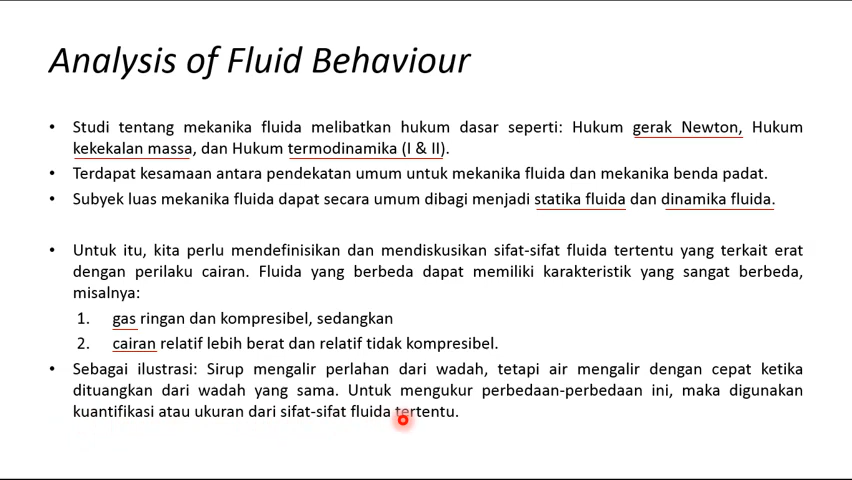 Analysis of Fluid Behaviour
• Studi tentang mekanika fluida melibatkan hukum dasar seperti: Hukum gerak Newton, Hukum
kekekalan massa, dan Hukum termodinamika (I & II).
• Terdapat kesamaan antara pendekatan umum untuk mekanika fluida dan mekanika benda padat.
• Subyek luas mekanika fluida dapat secara umum dibagi menjadi statika fluida dan dinamika fluida.
• Untuk itu, kita perlu mendefinisikan dan mendiskusikan sifat-sifat fluida tertentu yang terkait erat
dengan perilaku cairan. Fluida yang berbeda dapat memiliki karakteristik yang sangat berbeda,
misalnya:
1. gas ringan dan kompresibel, sedangkan
2. cairan relatif lebih berat dan relatif tidak kompresibel.
• Sebagai ilustrasi: Sirup mengalir perlahan dari wadah, tetapi air mengalir dengan cepat ketika
dituangkan dari wadah yang sama. Untuk mengukur perbedaan-perbedaan ini, maka digunakan
kuantifikasi atau ukuran dari sifat-sifat fluida tertentu.